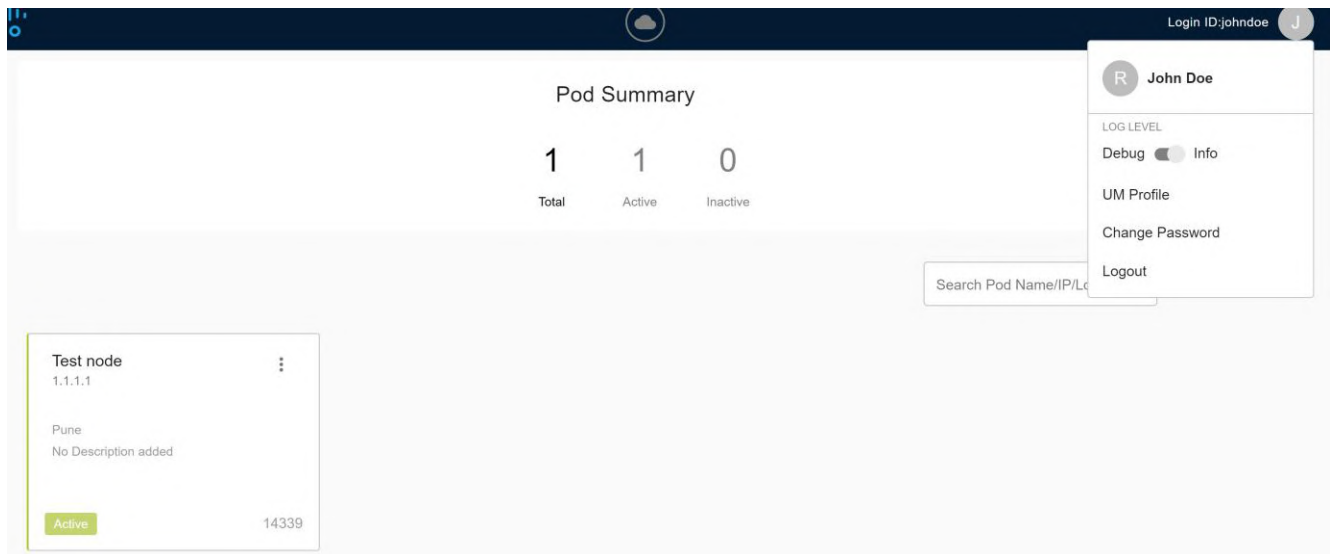 Login ID:johndoe
J
R
John Doe
LOG LEVEL
Debug
Info
UM Profile
Change Password
Logout
Pod Summary
1 1 0
Total Active Inactive
Search Pod Name/IP/Lo
Test node
1.1.1.1
Pune
No Description added
Active
14339